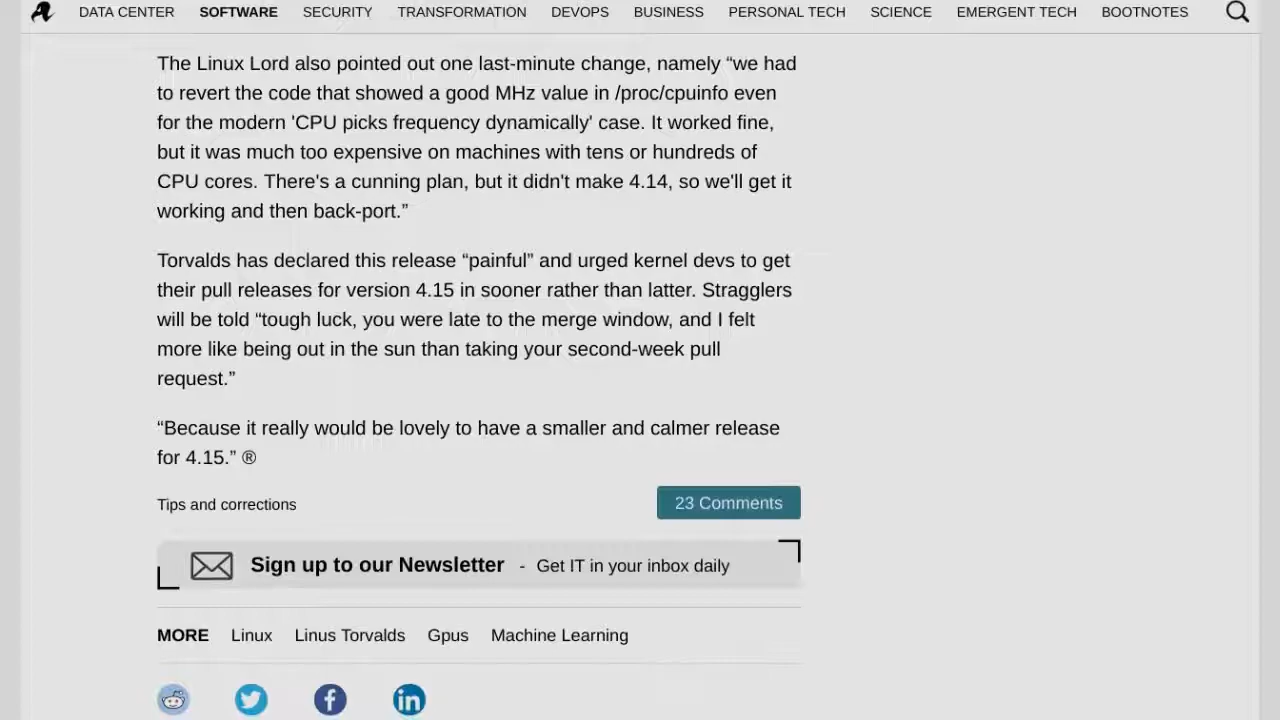 DATA CENTER SOFTWARE SECURITY TRANSFORMATION DEVOPS BUSINESS PERSONAL TECH SCIENCE EMERGENT TECH BOOTNOTES
The Linux Lord also pointed out one last-minute change, namely “we had
to revert the code that showed a good MHz value in /proc/cpuinfo even
for the modern 'CPU picks frequency dynamically' case. It worked fine,
but it was much too expensive on machines with tens or hundreds of
CPU cores. There's a cunning plan, but it didn't make 4.14, so we'll get it
working and then back-port.”
Torvalds has declared this release “painful” and urged kernel devs to get
their pull releases for version 4.15 in sooner rather than latter. Stragglers
will be told “tough luck, you were late to the merge window, and I felt
more like being out in the sun than taking your second-week pull
request.”
“Because it really would be lovely to have a smaller and calmer release
for 4.15.” ®
Tips and corrections 23 Comments
Sign up to our Newsletter - Get IT in your inbox daily
MORE Linux Linus Torvalds Gpus Machine Learning